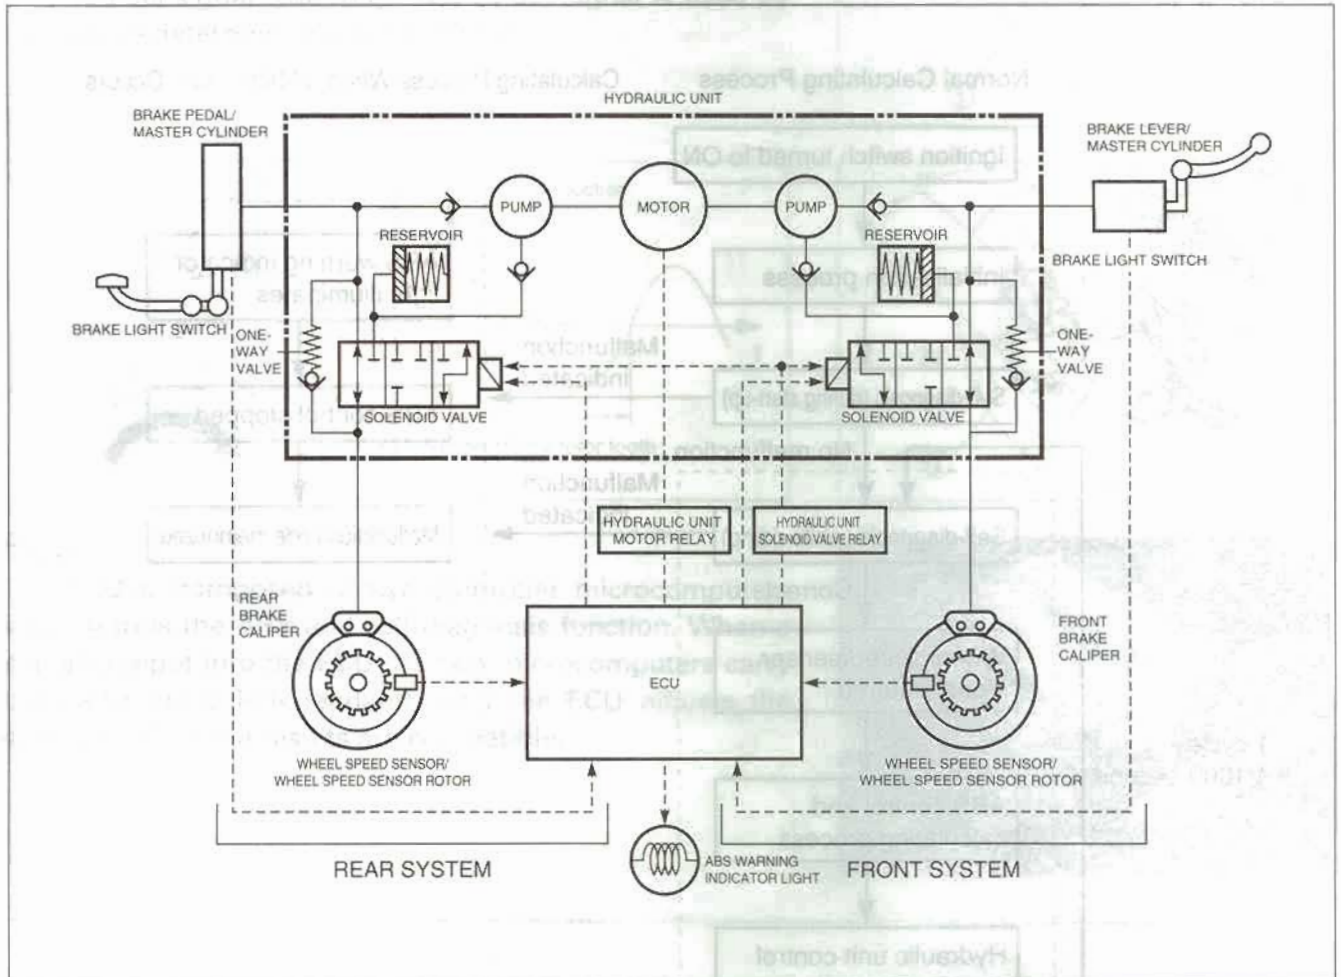 HYDRAULIC UNIT
BRAKE PEDAL/
MASTER CYLINDER
BRAKE LEVER/
MASTER CYLINDER
PUMP
MOTOR
PUMP
RESERVOIR
RESERVOIR
BRAKE LIGHT SWITCH
BRAKE LIGHT SWITCH
ONE-
WAY
VALVE
ONE-
WAY
VALVE
SOLENOID VALVE
SOLENOID VALVE
HYDRAULIC UNIT
MOTOR RELAY
HYDRAULIC UNIT
SOLENOID VALVE RELAY
REAR
BRAKE
CALIPER
FRONT
BRAKE
CALIPER
ECU
WHEEL SPEED SENSOR/
WHEEL SPEED SENSOR ROTOR
WHEEL SPEED SENSOR/
WHEEL SPEED SENSOR ROTOR
REAR SYSTEM
ABS WARNING
INDICATOR LIGHT
FRONT SYSTEM